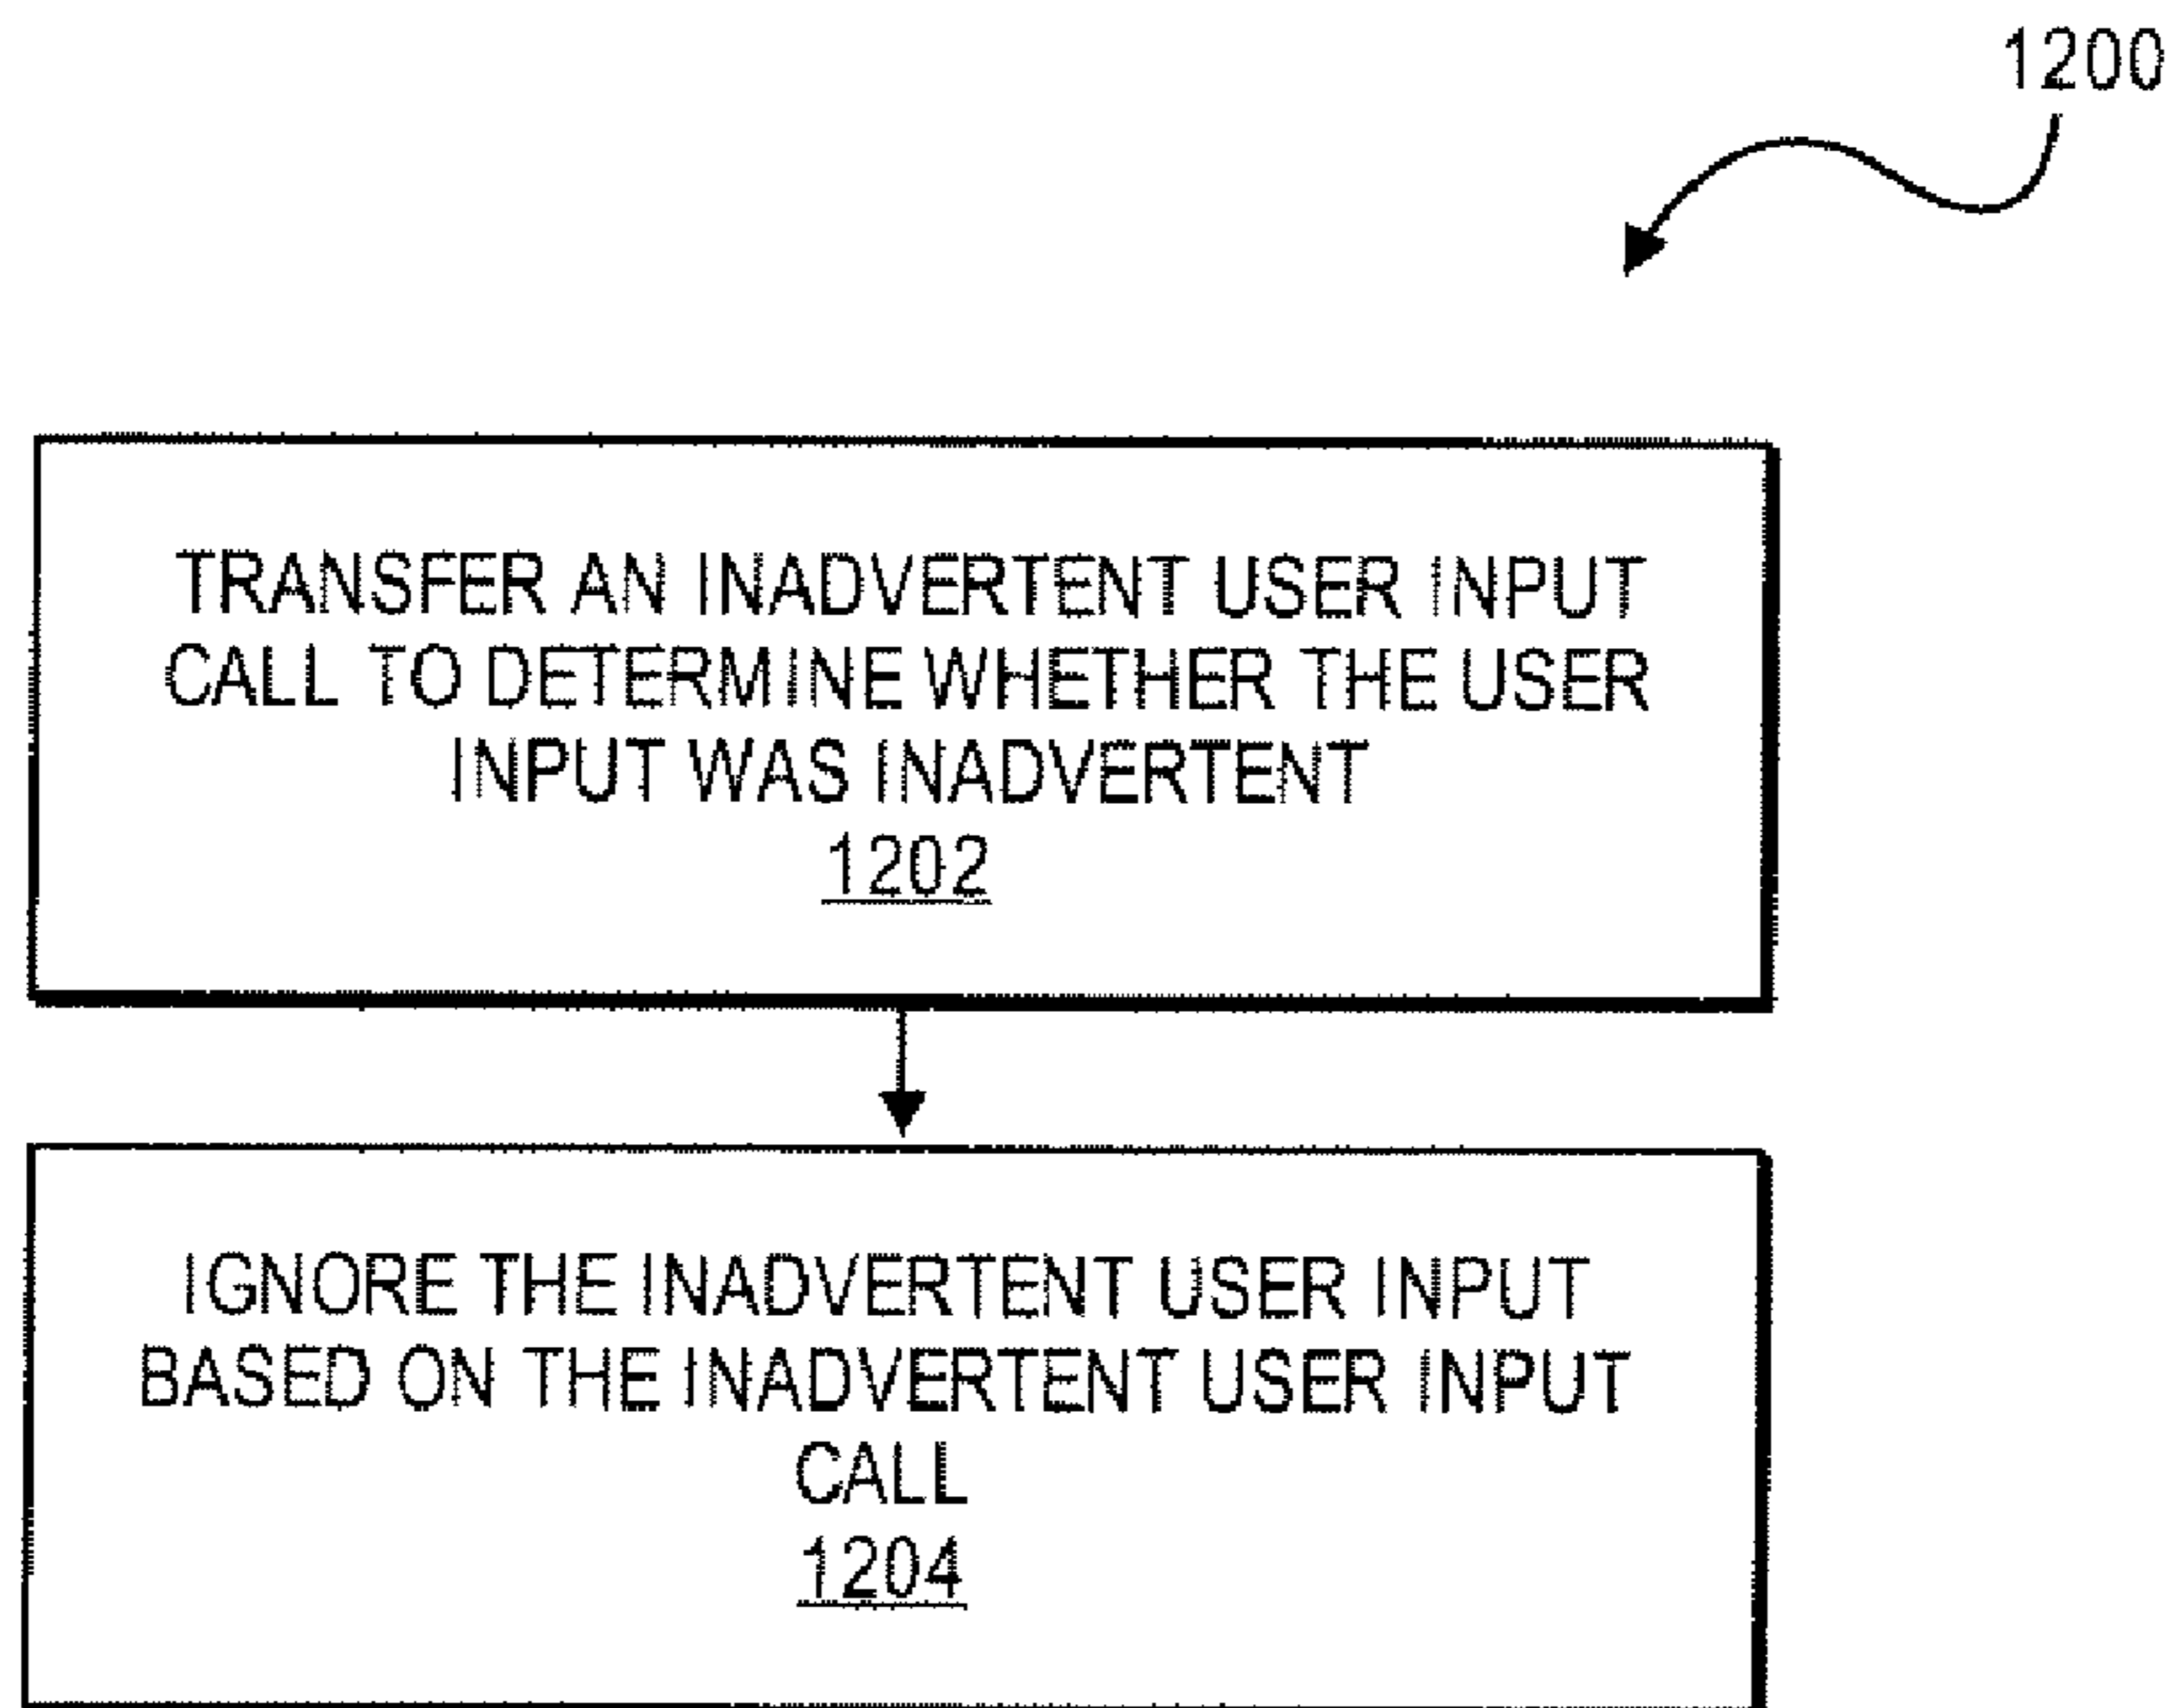 1200
TRANSFER AN INADVERTENT USER INPUT
CALL TO DETERMINE WHETHER THE USER
INPUT WAS INADVERTENT
1202
IGNORE THE INADVERTENT USER INPUT
BASED ON THE INADVERTENT USER INPUT
CALL
1204